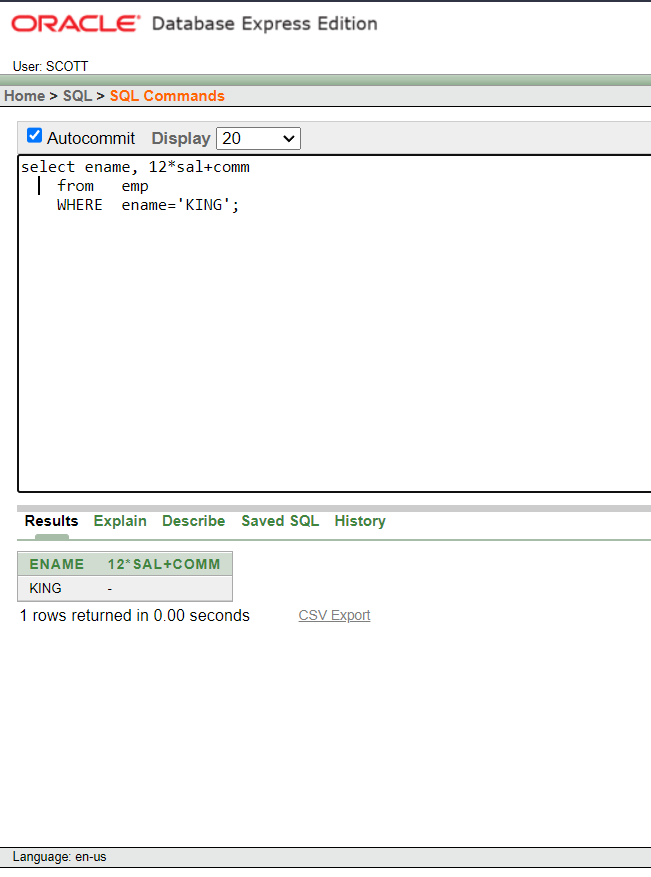 ORACLE® Database Express Edition
User: SCOTT
Home > SQL > SQL Commands
Autocommit Display 20
select ename, 12*sal+comm
from emp
WHERE ename='KING';
Results Explain Describe Saved SQL History
ENAME 12*SAL+COMM
KING -
1 rows returned in 0.00 seconds CSV Export
Language: en-us